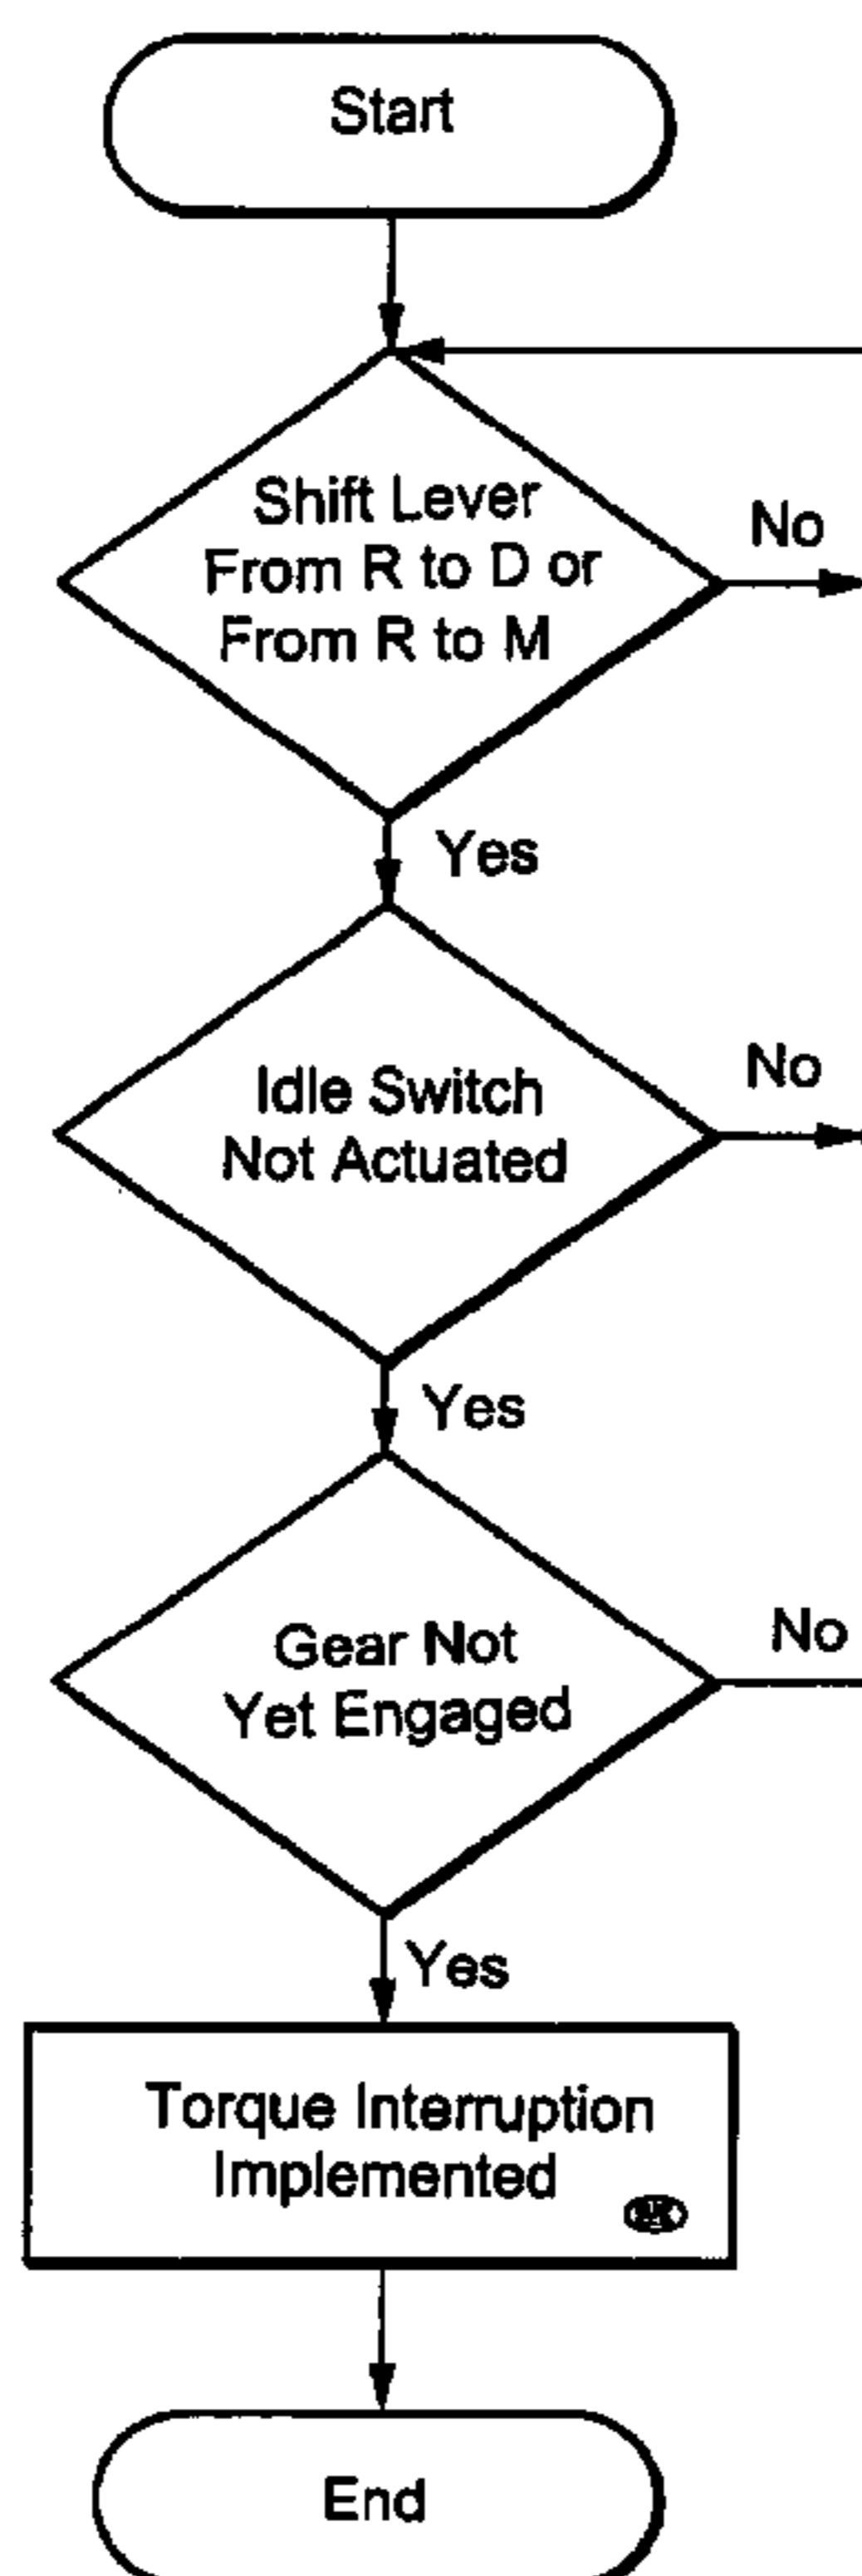 Start
Shift Lever
From R to D or
From R to M
No
Yes
Idle Switch
Not Actuated
No
Yes
Gear Not
Yet Engaged
No
Yes
Torque Interruption
Implemented
End